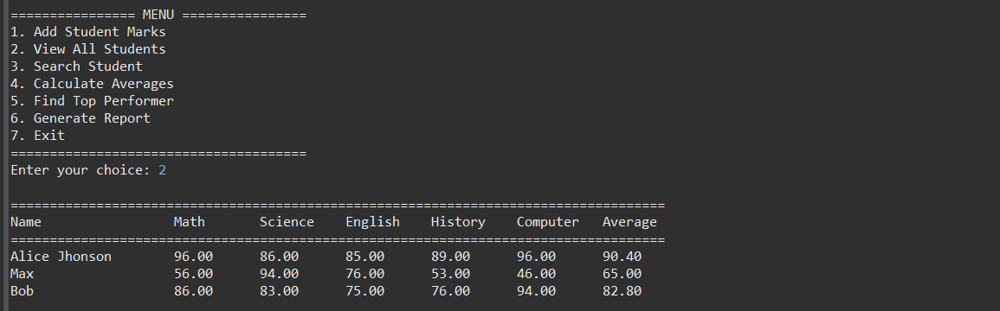 ================ MENU ================
1. Add Student Marks
2. View All Students
3. Search Student
4. Calculate Averages
5. Find Top Performer
6. Generate Report
7. Exit
======================================
Enter your choice: 2
====================================================================================
Name                 Math       Science    English    History    Computer   Average
====================================================================================
Alice Jhonson        96.00      86.00      85.00      89.00      96.00      90.40
Max                  56.00      94.00      76.00      53.00      46.00      65.00
Bob                  86.00      83.00      75.00      76.00      94.00      82.80